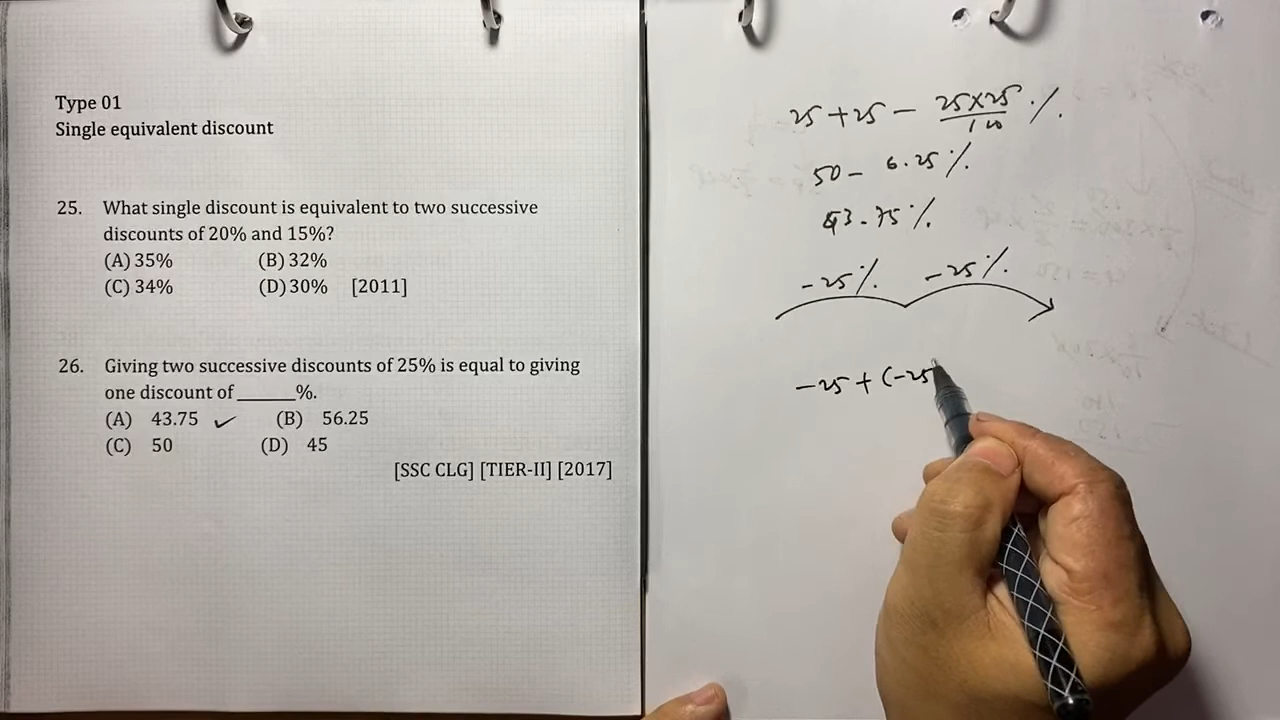 Type 01
Single equivalent discount
25. What single discount is equivalent to two successive
discounts of 20% and 15%?
(A) 35% (B) 32%
(C) 34% (D) 30% [2011]
26. Giving two successive discounts of 25% is equal to giving
one discount of ______%.
(A) 43.75 ✓ (B) 56.25
(C) 50 (D) 45
[SSC CLG] [TIER-II] [2017]
25 + 25 - 25×25/100 %
50 - 6.25%
43.75%
-25% -25%
-25 + (-25